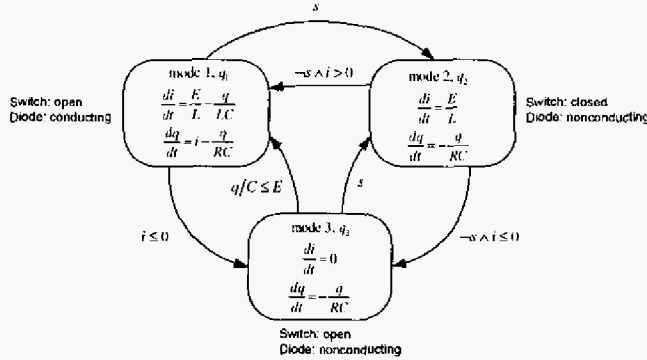 s
mode 1, q₁
di/dt = E/L − q/LC
dq/dt = i − q/RC
Switch: open
Diode: conducting
¬s ∧ i > 0
mode 2, q₂
di/dt = E/L
dq/dt = −q/RC
Switch: closed
Diode: nonconducting
q/C ≤ E
s
i ≤ 0
¬s ∧ i ≤ 0
mode 3, q₃
di/dt = 0
dq/dt = −q/RC
Switch: open
Diode: nonconducting